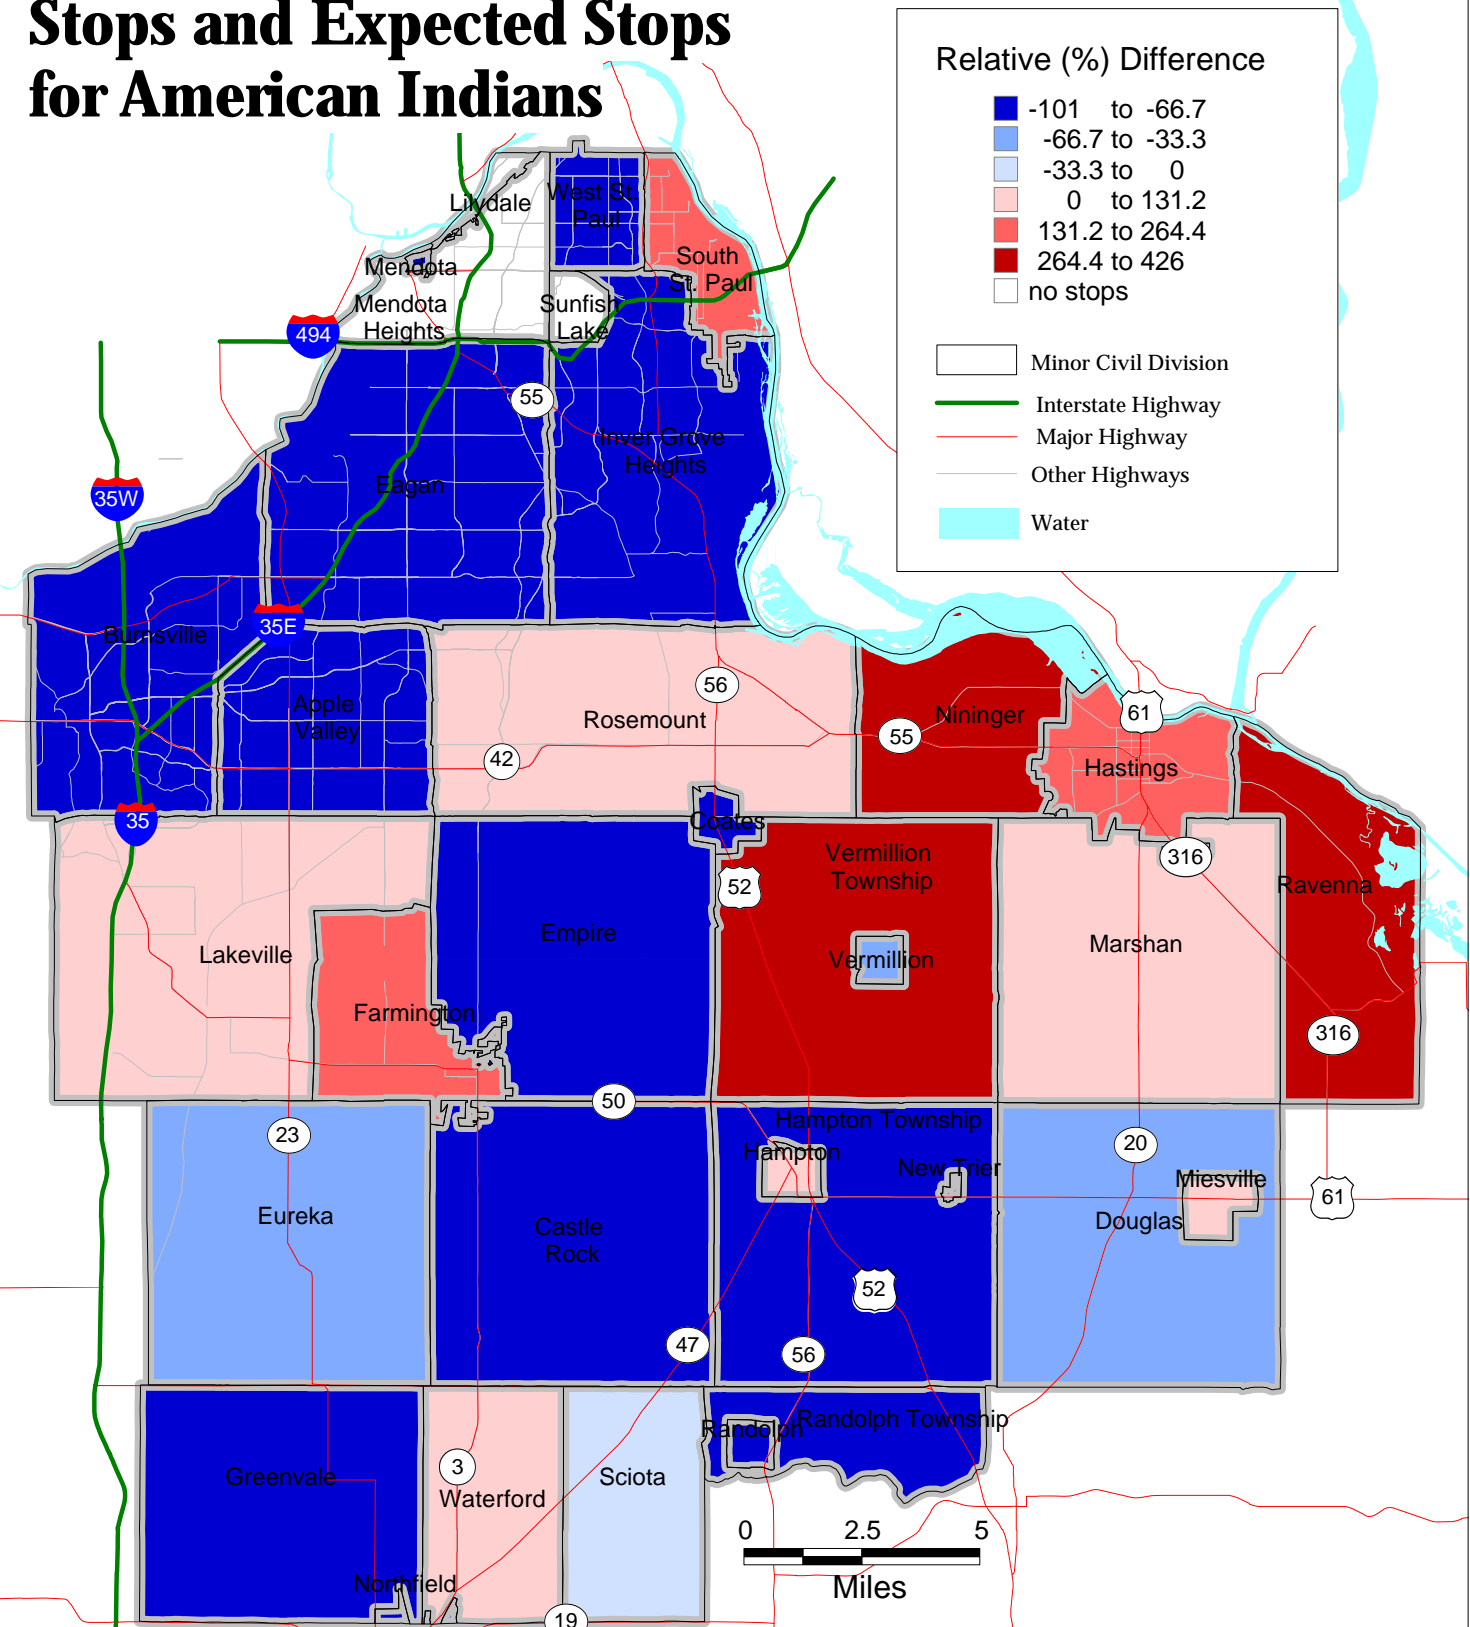 Stops and Expected Stops
for American Indians
Relative (%) Difference
-101 to -66.7
-66.7 to -33.3
-33.3 to 0
0 to 131.2
131.2 to 264.4
264.4 to 426
no stops
Minor Civil Division
Interstate Highway
Major Highway
Other Highways
Water
Lilydale
West St.
Paul
Mendota
South
St. Paul
Mendota
Heights
Sunfish
Lake
494
55
Inver Grove
Heights
Eagan
35W
35E
Burnsville
Apple
Valley
56
Rosemount
42
55
Nininger
61
Hastings
35
Coates
Vermillion
Township
316
52
Ravenna
Lakeville
Empire
Vermillion
Marshan
Farmington
316
50
23
Hampton Township
Hampton
New Trier
20
Miesville
61
Eureka
Castle
Rock
Douglas
52
47
56
Randolph
Randolph Township
3
Greenvale
Waterford
Sciota
0 2.5 5
Miles
Northfield
19